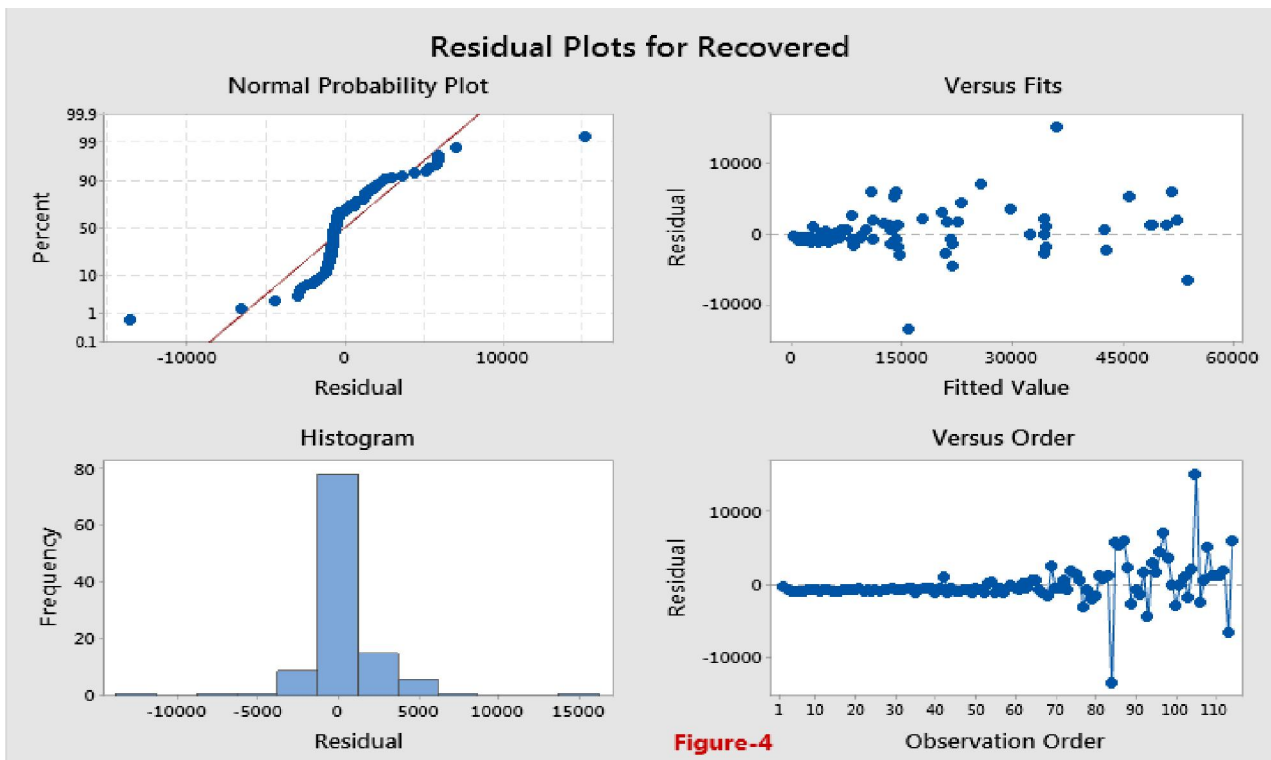 Residual Plots for Recovered
Normal Probability Plot
99.9
99
90
50
10
1
0.1
Percent
-10000 0 10000
Residual
Versus Fits
10000
0
-10000
Residual
0 15000 30000 45000 60000
Fitted Value
Histogram
80
60
40
20
0
Frequency
-10000 -5000 0 5000 10000 15000
Residual
Versus Order
10000
0
-10000
Residual
1 10 20 30 40 50 60 70 80 90 100 110
Observation Order
Figure-4